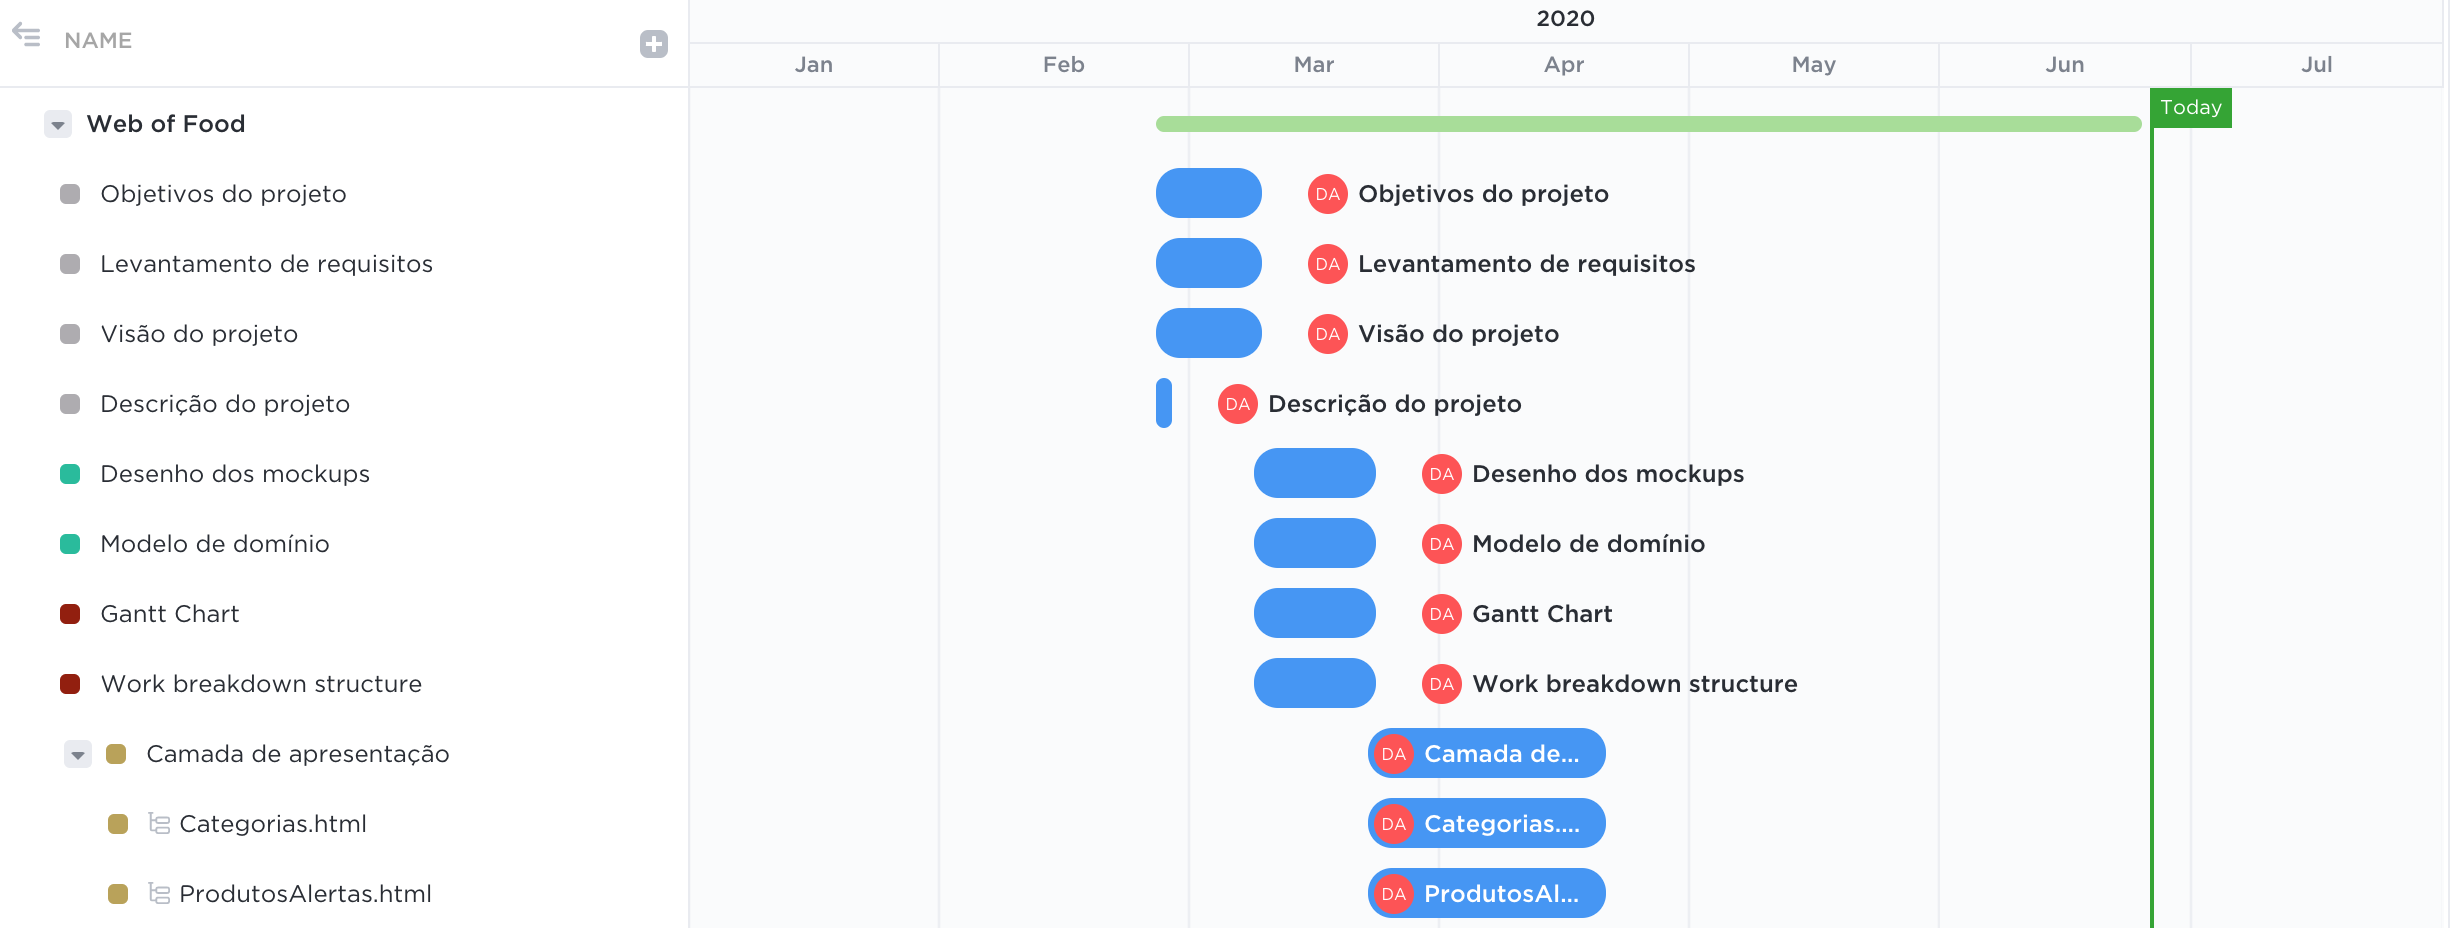 2020
NAME
Jan Feb Mar Apr May Jun Jul
Today
Web of Food
Objetivos do projeto DA Objetivos do projeto
Levantamento de requisitos DA Levantamento de requisitos
Visão do projeto DA Visão do projeto
Descrição do projeto DA Descrição do projeto
Desenho dos mockups DA Desenho dos mockups
Modelo de domínio DA Modelo de domínio
Gantt Chart DA Gantt Chart
Work breakdown structure DA Work breakdown structure
Camada de apresentação DA Camada de...
Categorias.html DA Categorias....
ProdutosAlertas.html DA ProdutosAl...